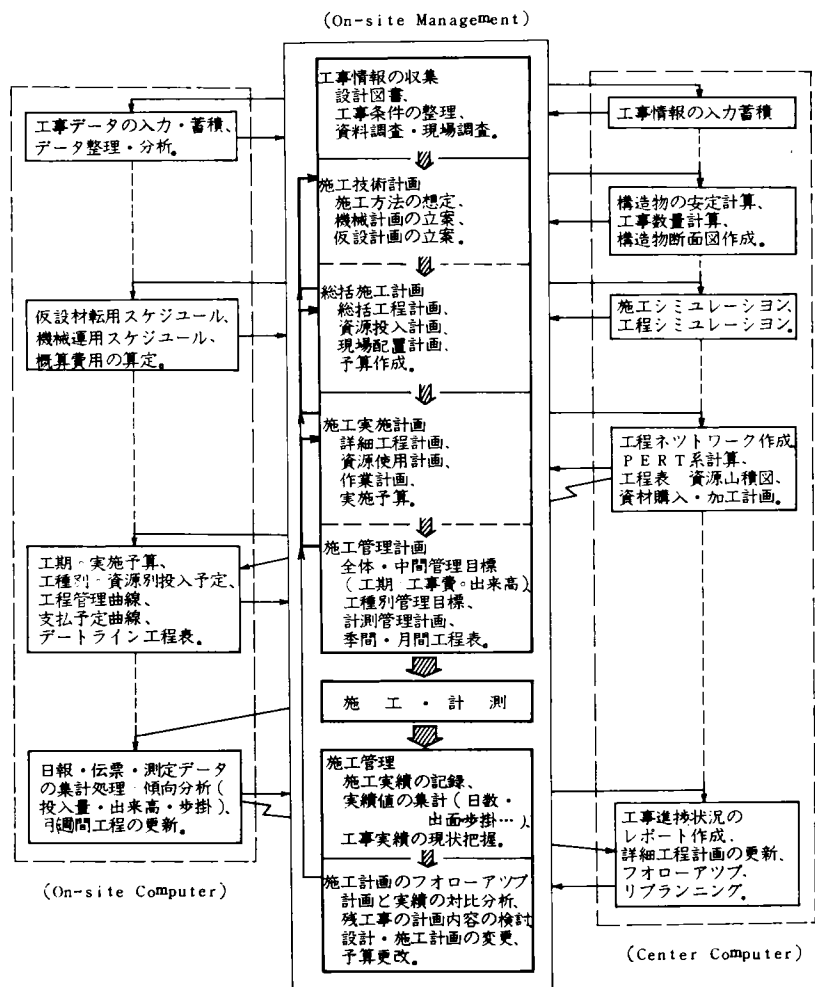 (On-site Management)
工事情報の収集
設計図書、
工事条件の整理、
資料調査・現場調査。
施工技術計画
施工方法の想定、
機械計画の立案、
仮設計画の立案。
総括施工計画
総括工程計画、
資源投入計画、
現場配置計画、
予算作成。
施工実施計画
詳細工程計画、
資源使用計画、
作業計画、
実施予算。
施工管理計画
全体・中間管理目標
(工期・工事費・出来高)
工種別管理目標、
計測管理計画、
季間・月間工程表。
施工・計測
施工管理
施工実績の記録、
実績値の集計(日数・
出面歩掛…)、
工事実績の現状把握。
施工計画のフオローアツプ
計画と実績の対比分析、
残工事の計画内容の検討
設計・施工計画の変更、
予算更改。
工事データの入力・蓄積、
データ整理・分析。
仮設材転用スケジュール、
機械運用スケジュール、
概算費用の算定。
工期・実施予算、
工種別・資源別投入予定、
工程管理曲線、
支払予定曲線、
デートライン工程表。
日報・伝票・測定データ
の集計処理・傾向分析(
投入量・出来高・歩掛)、
週間工程の更新。
(On-site Computer)
工事情報の入力蓄積
構造物の安定計算、
工事数量計算、
構造物断面図作成。
施工シミユレーシヨン、
工程シミユレーシヨン。
工程ネツトワーク作成、
PERT系計算、
工程表 資源山積図、
資材購入・加工計画。
工事進捗状況の
レポート作成、
詳細工程計画の更新、
フオローアツプ、
リプランニング。
(Center Computer)